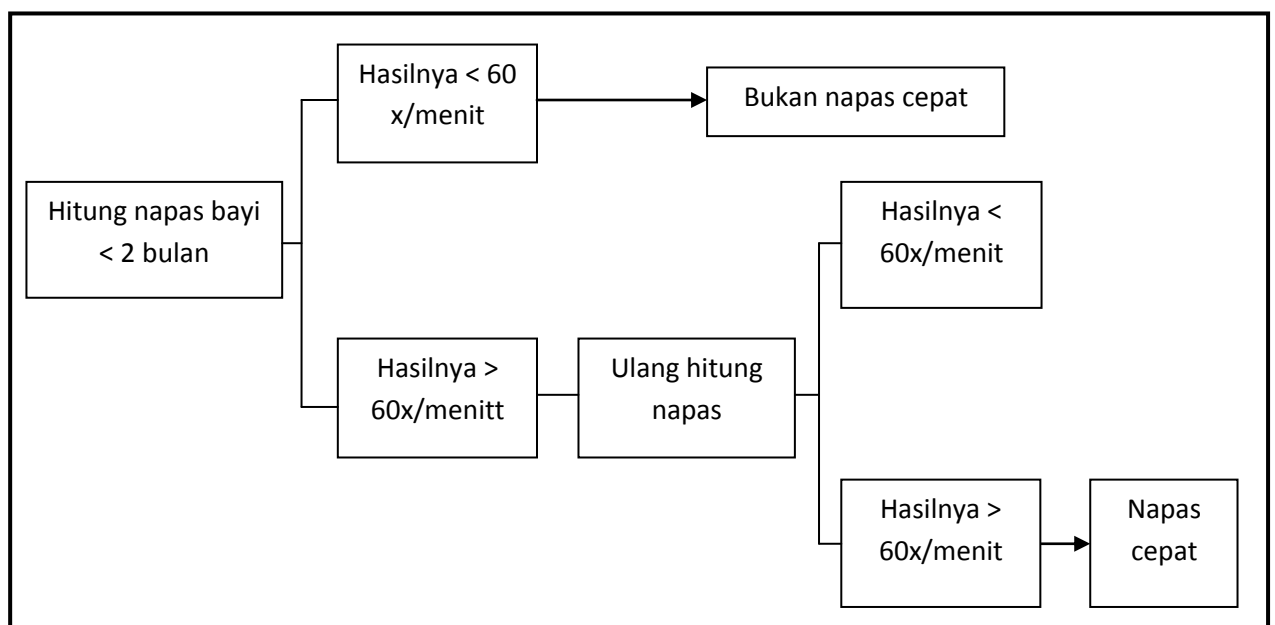 Hasilnya < 60
x/menit
Bukan napas cepat
Hitung napas bayi
< 2 bulan
Hasilnya <
60x/menit
Hasilnya >
60x/menitt
Ulang hitung
napas
Hasilnya >
60x/menit
Napas
cepat